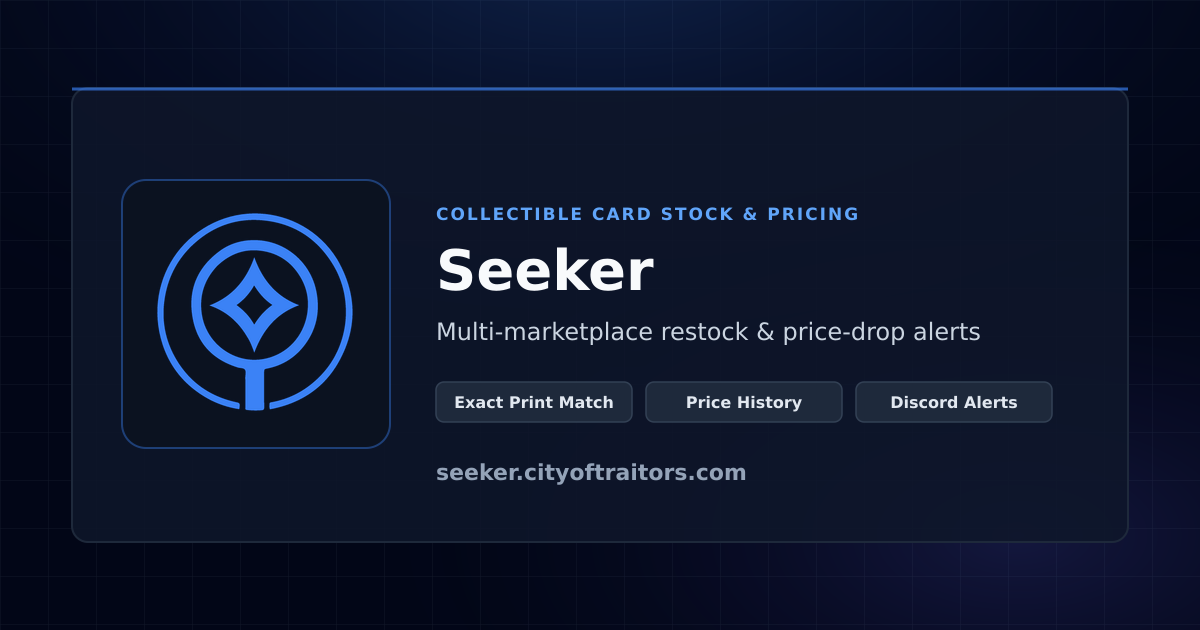 COLLECTIBLE CARD STOCK & PRICING
Seeker
Multi-marketplace restock & price-drop alerts
Exact Print Match
Price History
Discord Alerts
seeker.cityoftraitors.com